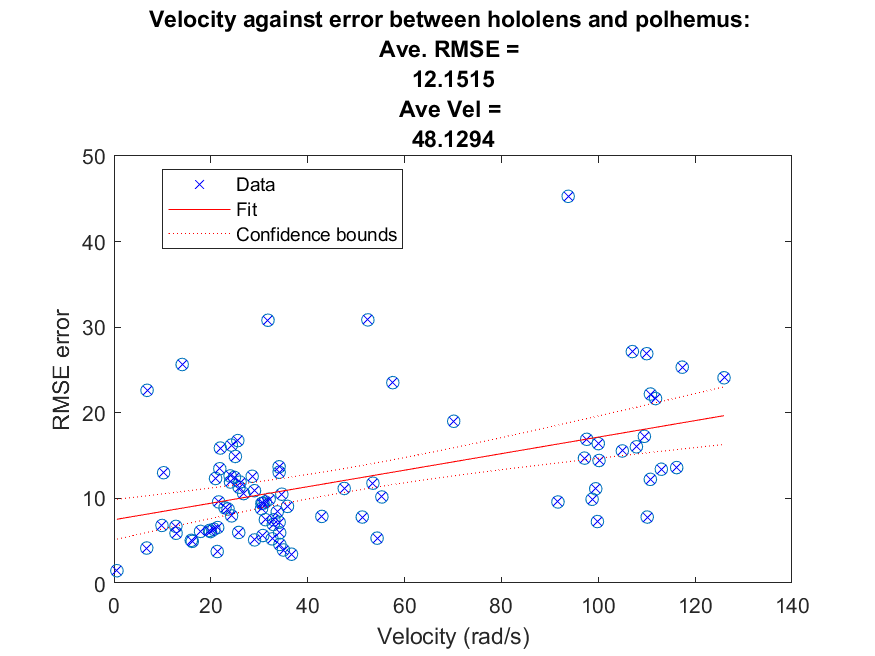 Velocity against error between hololens and polhemus:
Ave. RMSE =
12.1515
Ave Vel =
48.1294
50
40
30
20
10
0
RMSE error
Data
Fit
Confidence bounds
0 20 40 60 80 100 120 140
Velocity (rad/s)